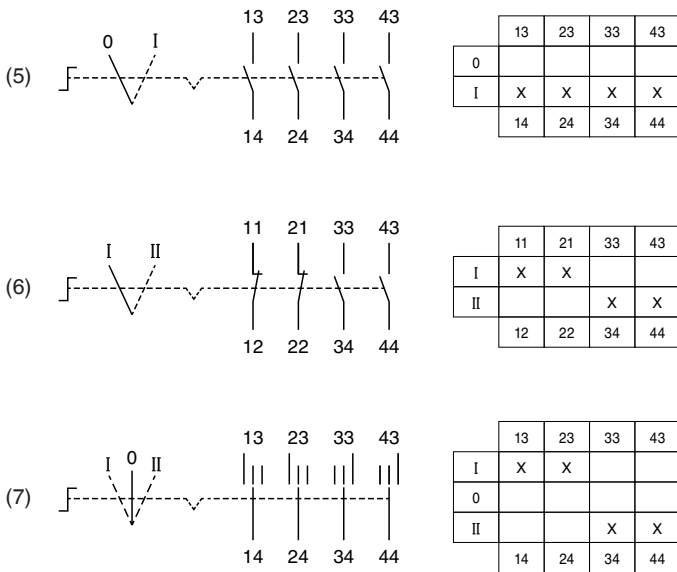 13 23 33 43
0 I
(5)
14 24 34 44
13 23 33 43
0
I X X X X
14 24 34 44
11 21 33 43
I II
(6)
12 22 34 44
11 21 33 43
I X X
II X X
12 22 34 44
13 23 33 43
I 0 II
(7)
14 24 34 44
13 23 33 43
I X X
0
II X X
14 24 34 44